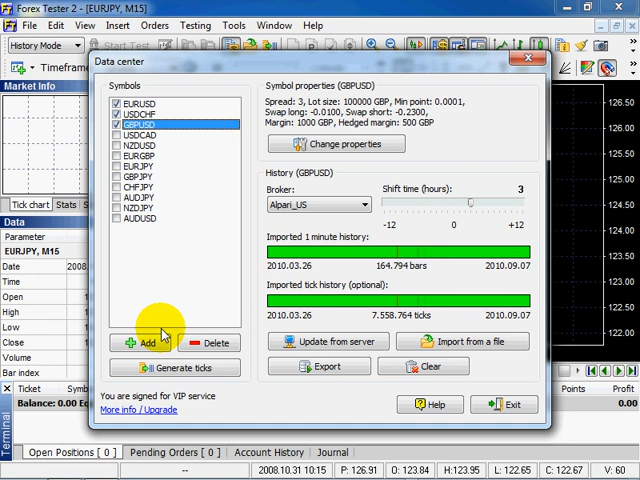 Forex Tester 2 - [EURJPY, M15]
File Edit View Insert Orders Testing Tools Window Help
History Mode Start Test
Timeframe
Market Info
Tick chart Stats
Data
Parameter
EURJPY, M15
Date 2008.
Time
Open
High
Low
Close
Volume
Bar index
Data center
Symbols
EURUSD
USDCHF
GBPUSD
USDCAD
NZDUSD
EURGBP
EURJPY
GBPJPY
CHFJPY
AUDJPY
NZDJPY
AUDUSD
Add Delete
Generate ticks
You are signed for VIP service
More info / Upgrade
Symbol properties (GBPUSD)
Spread: 3, Lot size: 100000 GBP, Min point: 0.0001,
Swap long: -0.0100, Swap short: -0.2300,
Margin: 1000 GBP, Hedged margin: 500 GBP
Change properties
History (GBPUSD)
Broker: Shift time (hours): 3
Alpari_US
-12 0 +12
Imported 1 minute history:
2010.03.26 164.794 bars 2010.09.07
Imported tick history (optional):
2010.03.26 7.558.764 ticks 2010.09.07
Update from server Import from a file
Export Clear
Help Exit
126.50
126.00
125.50
125.00
124.50
124.00
123.50
123.00
122.50
122.00
Terminal
Ticket Points Profit
Balance: 0.00 0.00
Open Positions [ 0 ] Pending Orders [ 0 ] Account History Journal
-- 2008.10.31 10:15 P: 126.91 O: 123.84 H:123.95 L: 122.65 C: 122.67 V: 60